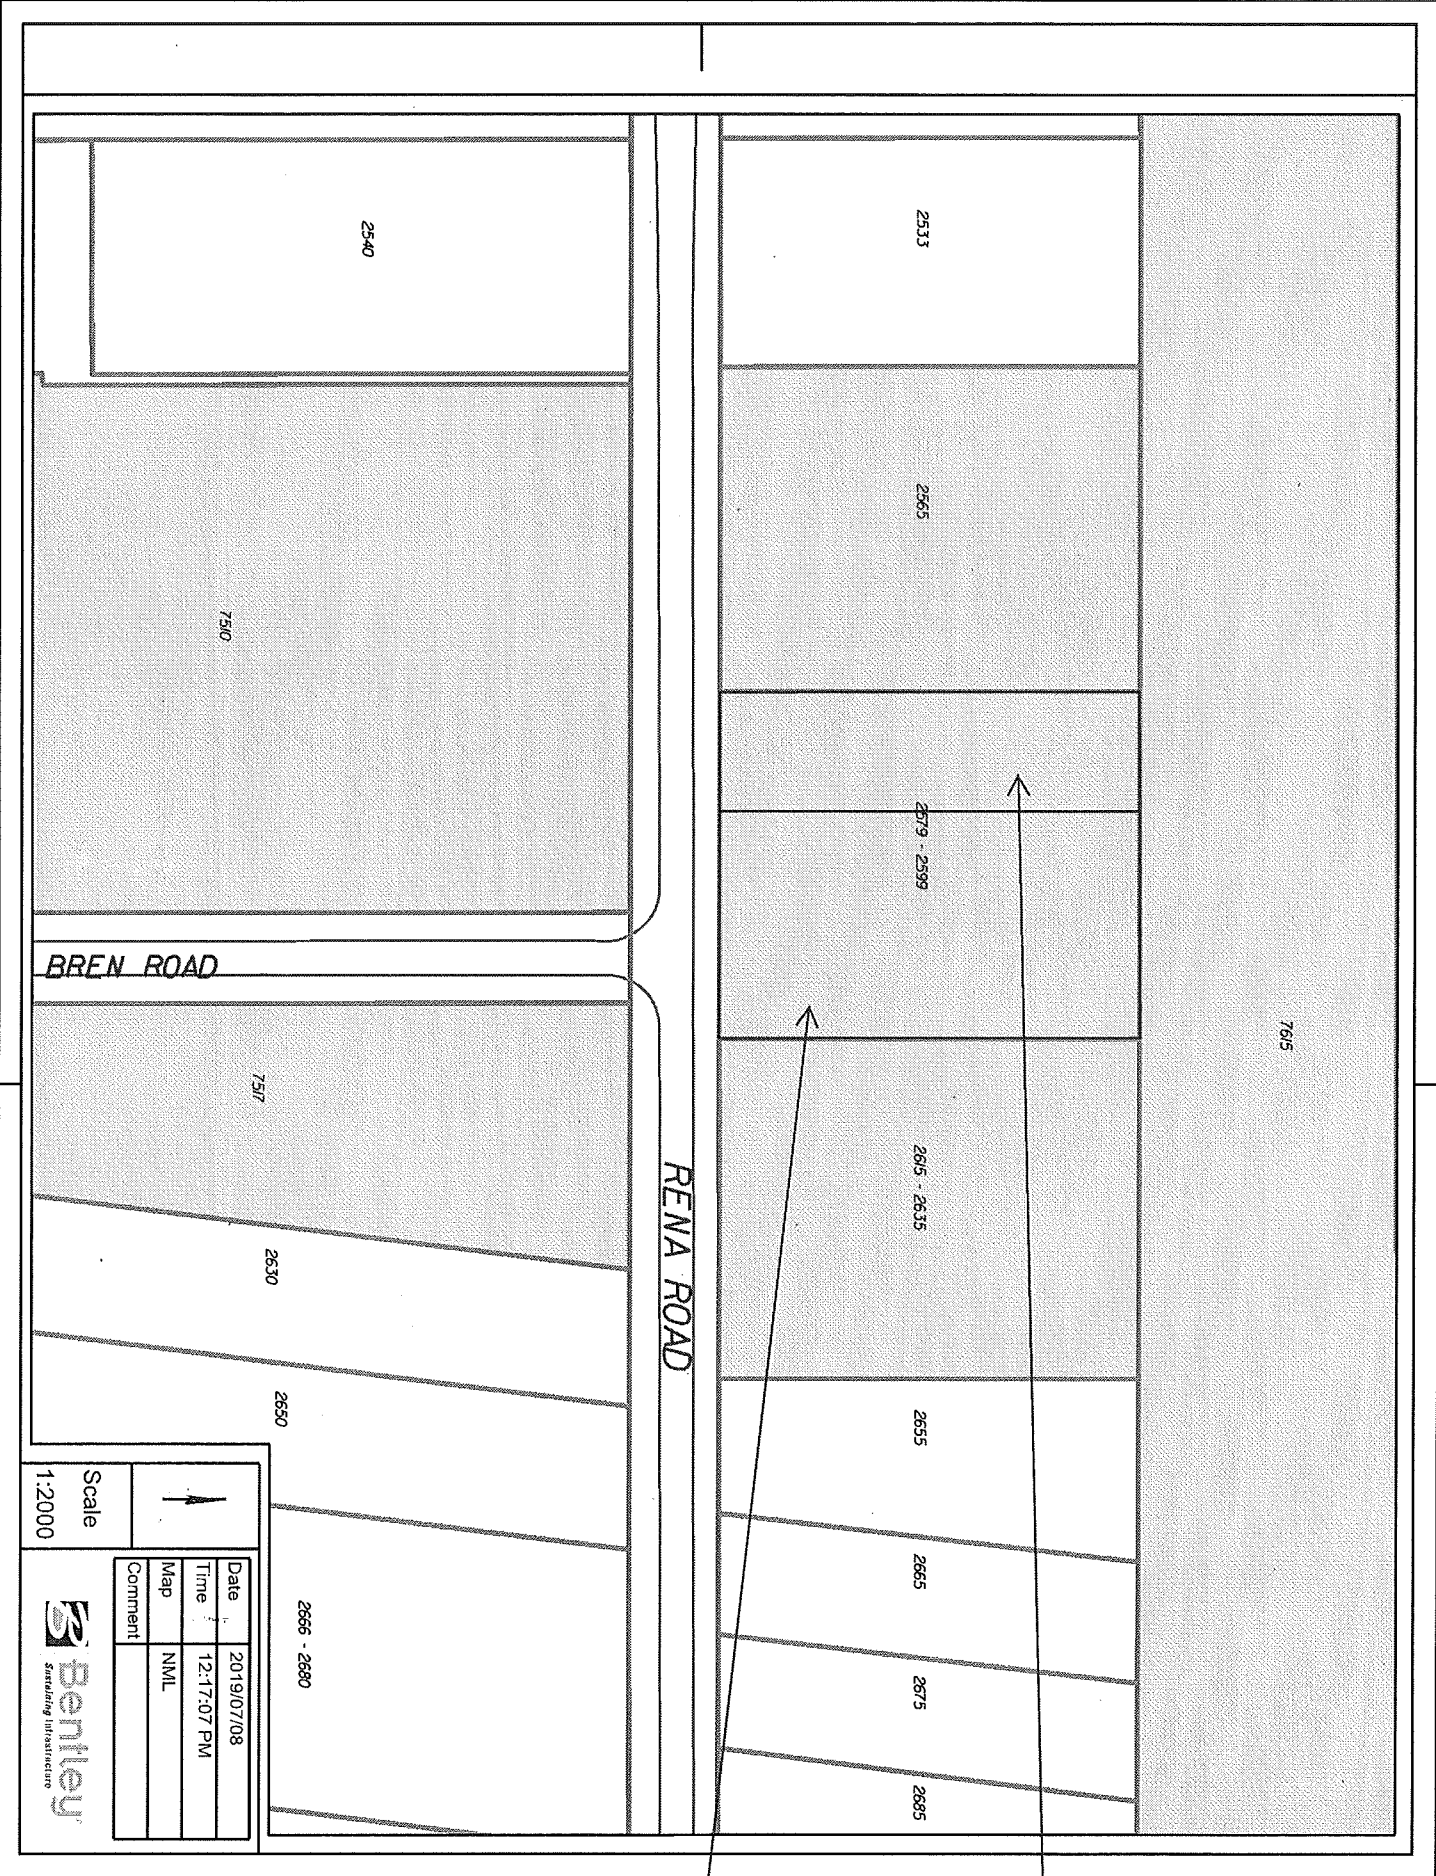 7615
2533
2565
2579 - 2599
2615 - 2635
2655
2665
2675
2685
RENA ROAD
2540
7510
BREN ROAD
7517
2630
2650
2666 - 2680
Scale
1:2000
Date 2019/07/08
Time 12:17:07 PM
Map NML
Comment
Bentley
Sustaining Infrastructure